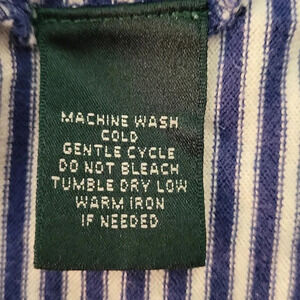 MACHINE WASH
COLD
GENTLE CYCLE
DO NOT BLEACH
TUMBLE DRY LOW
WARM IRON
IF NEEDED